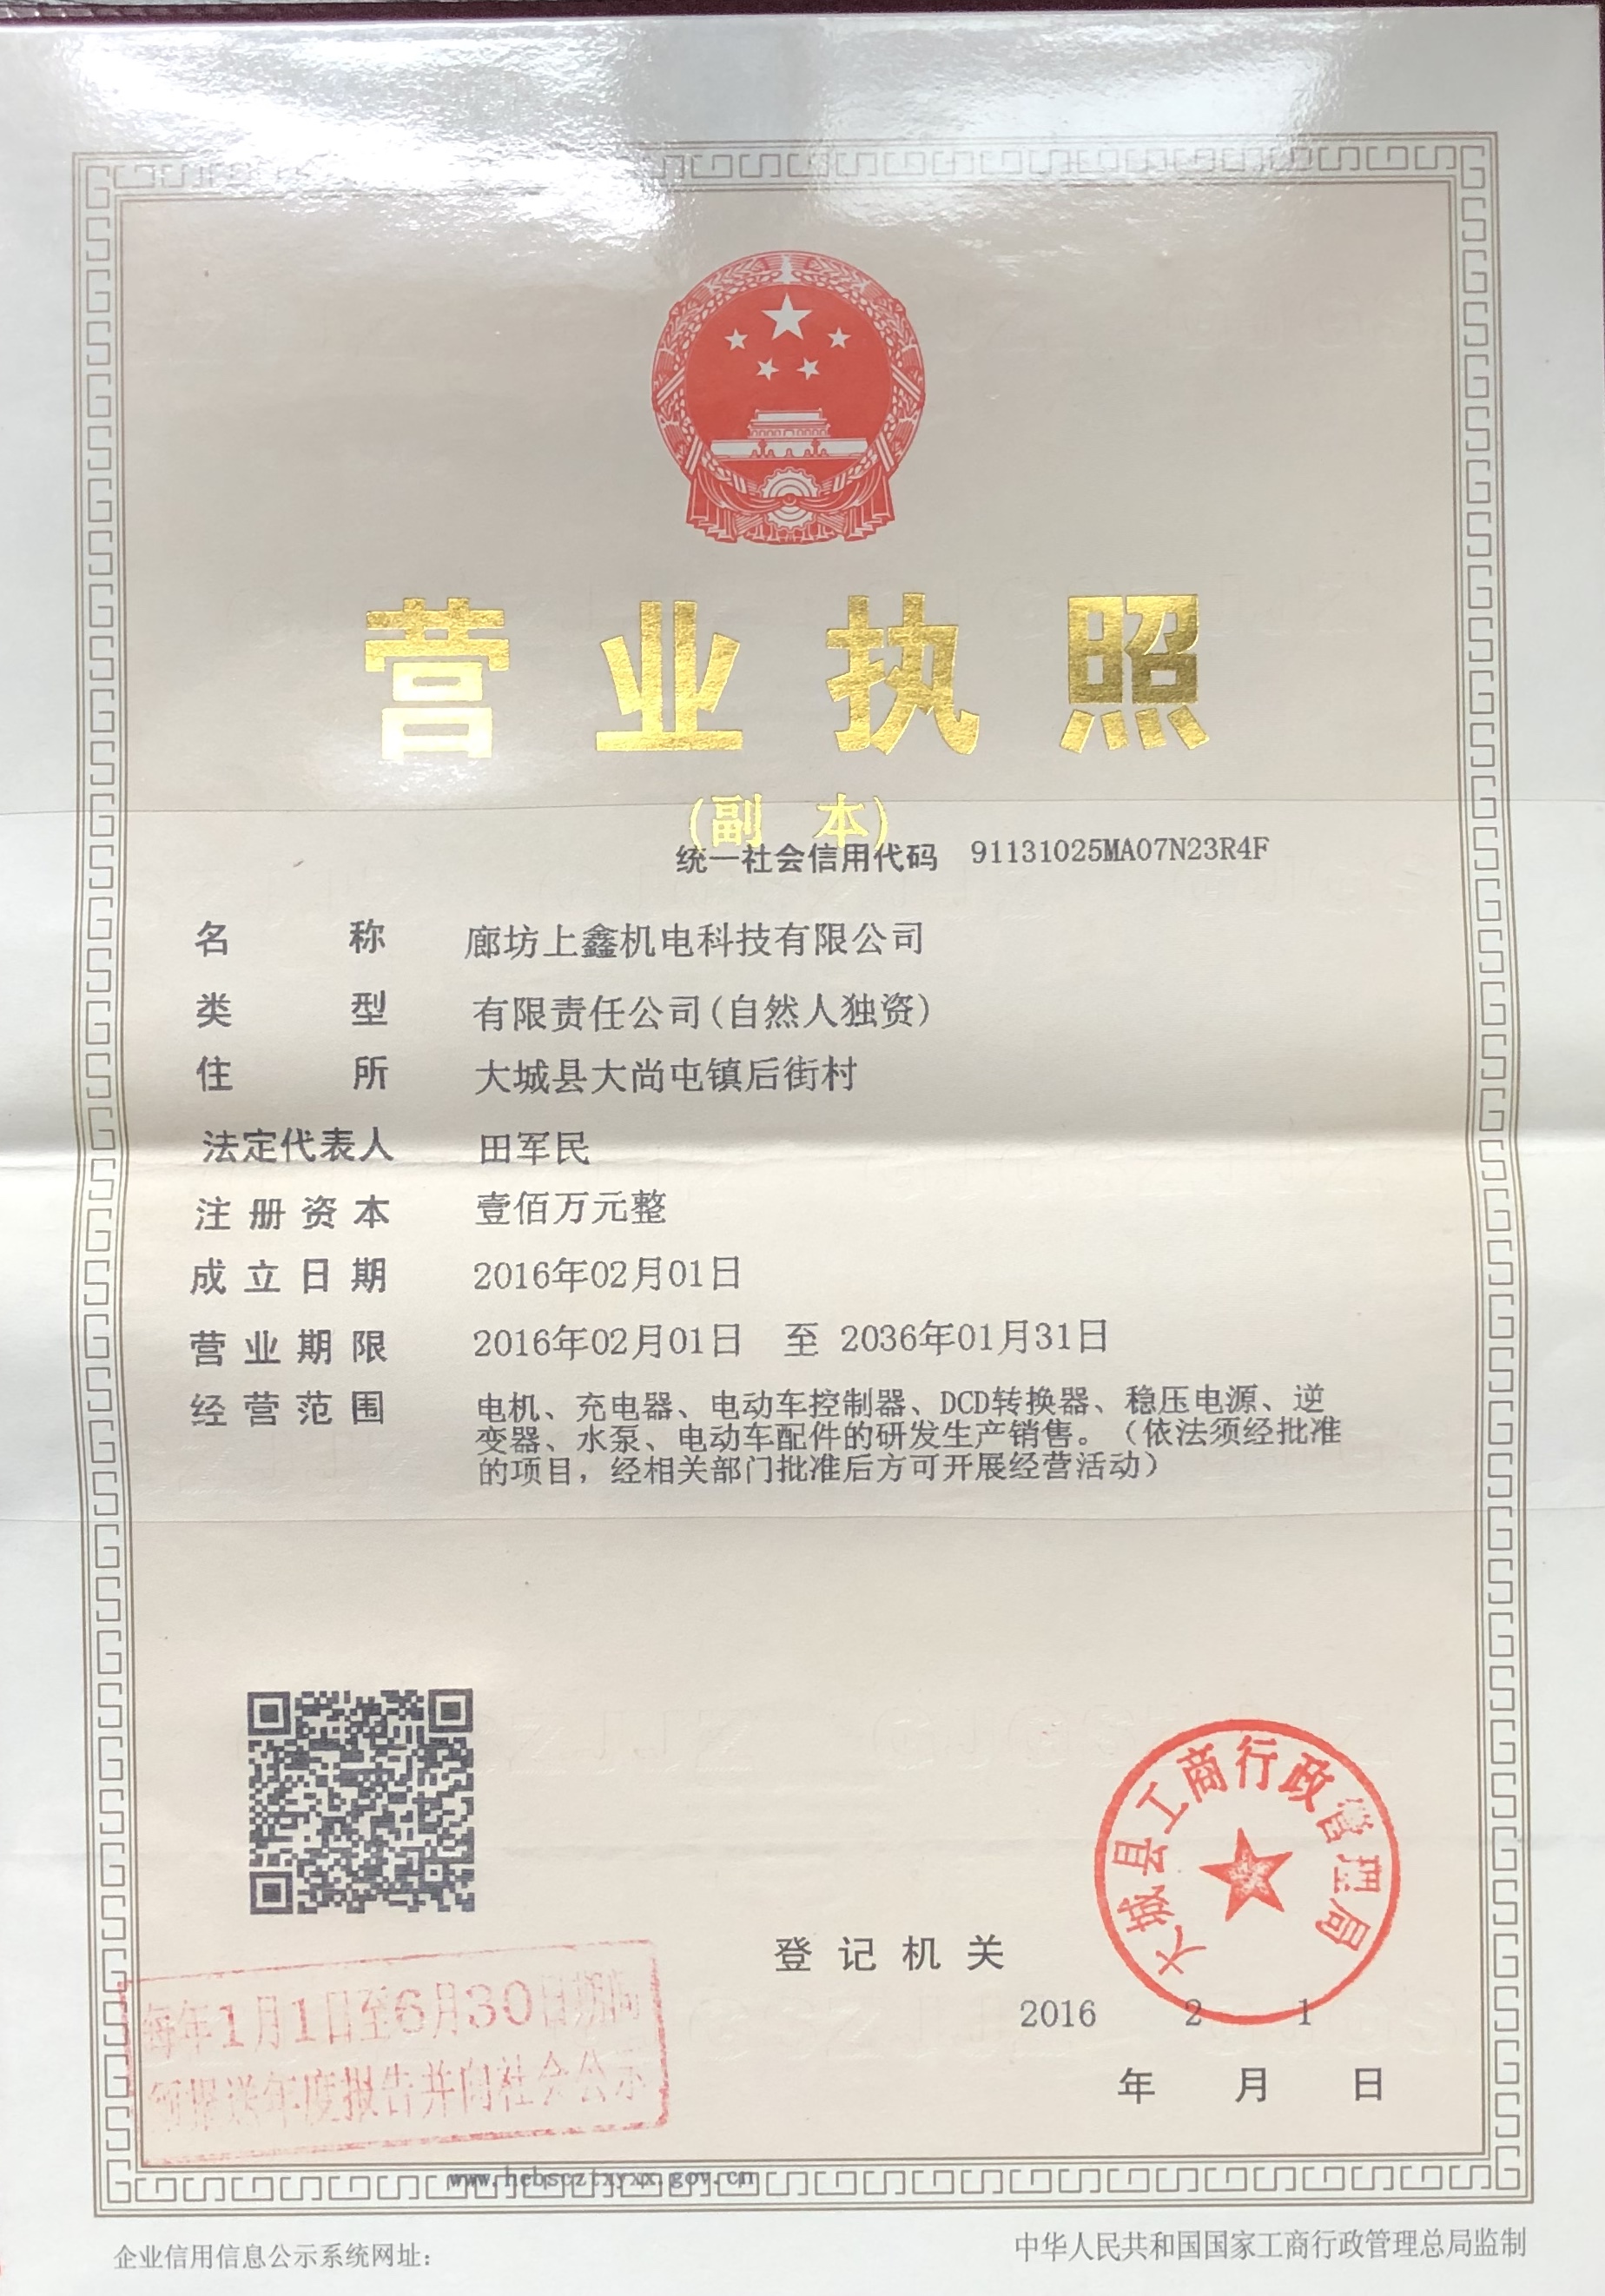 营业执照
(副 本)
统一社会信用代码 91131025MA07N23R4F
名称 廊坊上鑫机电科技有限公司
类型 有限责任公司(自然人独资)
住所 大城县大尚屯镇后街村
法定代表人 田军民
注册资本 壹佰万元整
成立日期 2016年02月01日
营业期限 2016年02月01日 至 2036年01月31日
经营范围 电机、充电器、电动车控制器、DCD转换器、稳压电源、逆
变器、水泵、电动车配件的研发生产销售。（依法须经批准
的项目，经相关部门批准后方可开展经营活动）
大城县工商行政管理局
登记机关
2016 2 1
年 月 日
每年1月1日至6月30日期间
须报送年度报告并向社会公示
www.hebscztxyxx.gov.cn
企业信用信息公示系统网址：
中华人民共和国国家工商行政管理总局监制